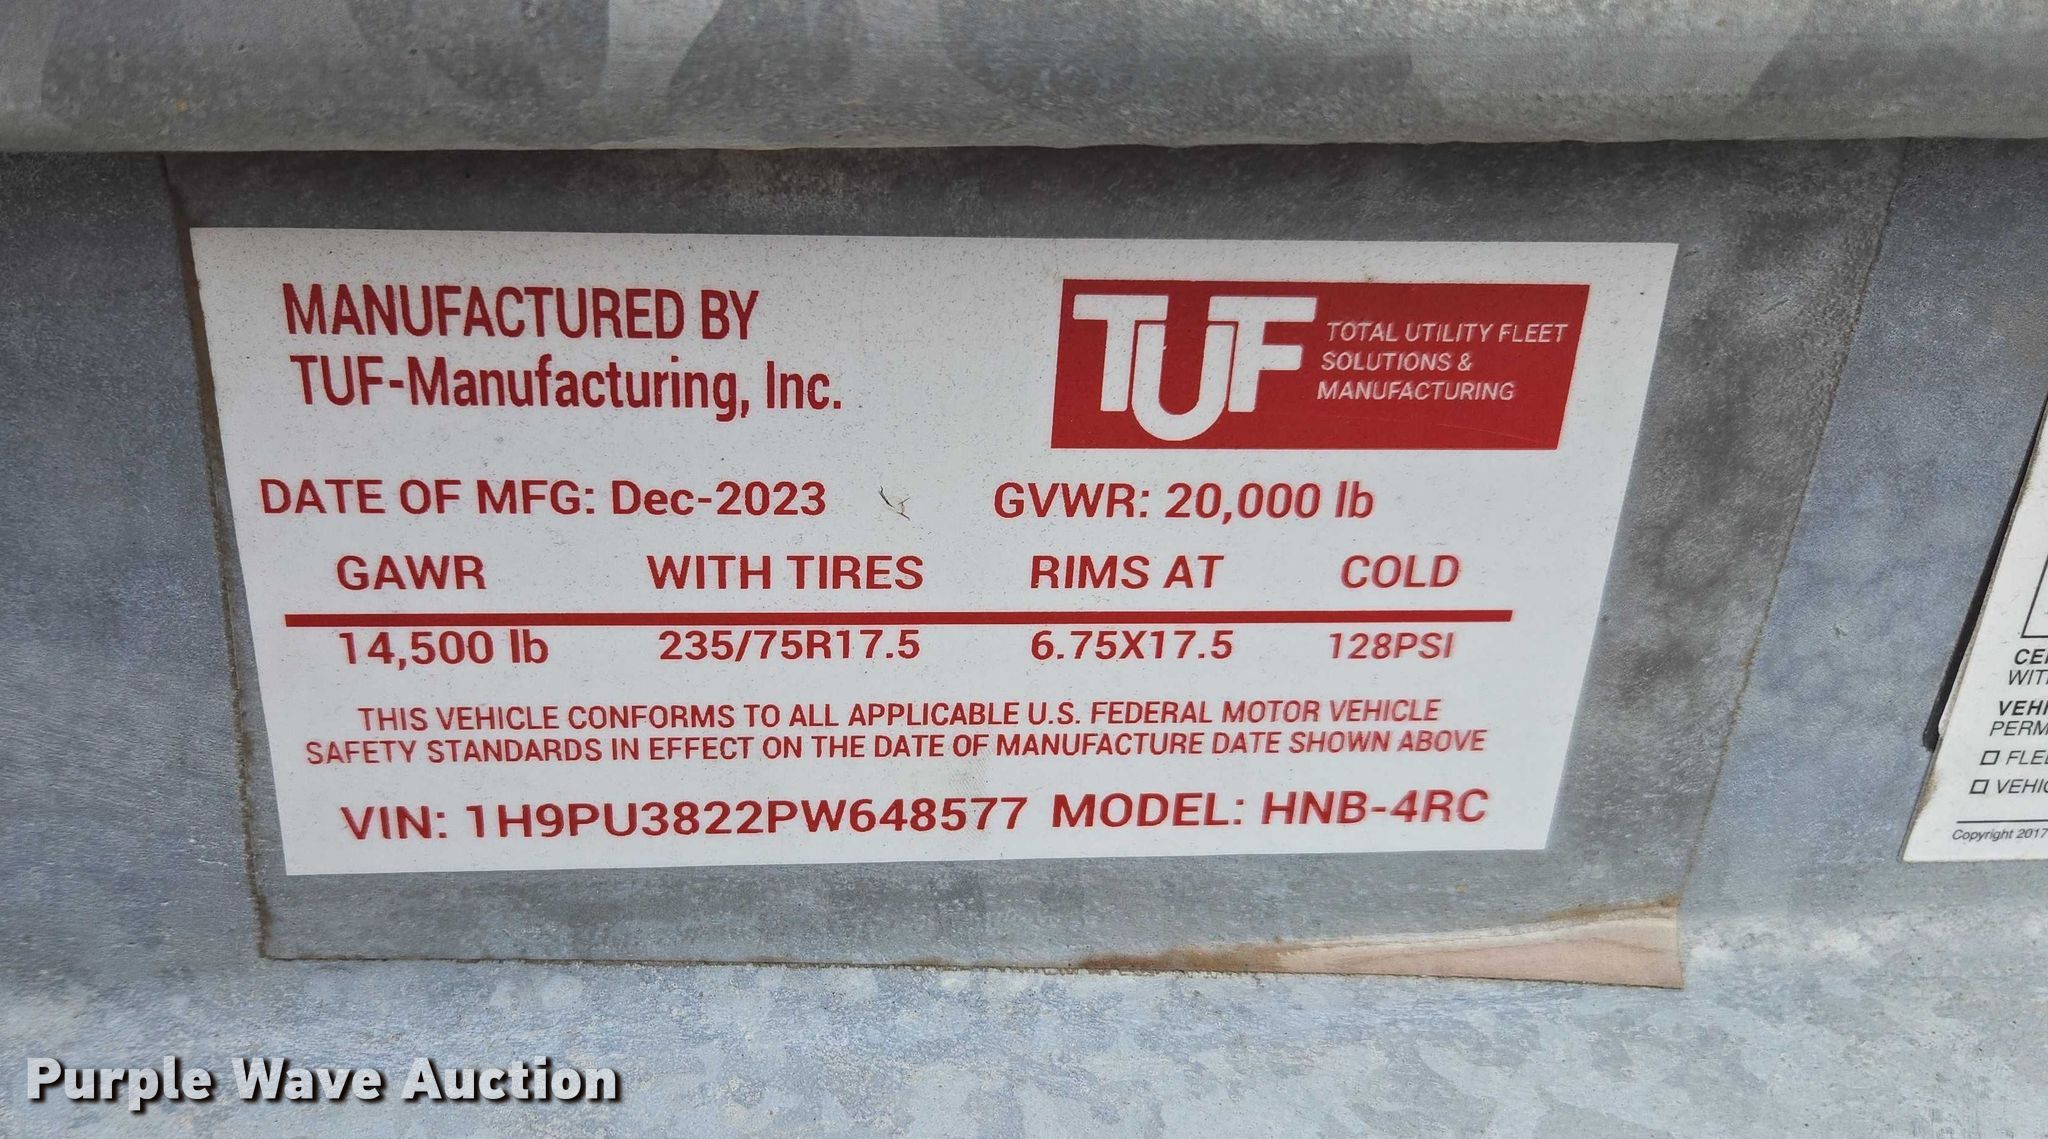 MANUFACTURED BY
TUF-Manufacturing, Inc.
TUF
TOTAL UTILITY FLEET
SOLUTIONS &
MANUFACTURING
DATE OF MFG: Dec-2023 GVWR: 20,000 lb
GAWR WITH TIRES RIMS AT COLD
14,500 lb 235/75R17.5 6.75X17.5 128PSI
THIS VEHICLE CONFORMS TO ALL APPLICABLE U.S. FEDERAL MOTOR VEHICLE
SAFETY STANDARDS IN EFFECT ON THE DATE OF MANUFACTURE DATE SHOWN ABOVE
VIN: 1H9PU3822PW648577 MODEL: HNB-4RC
Copyright 2017
Purple Wave Auction